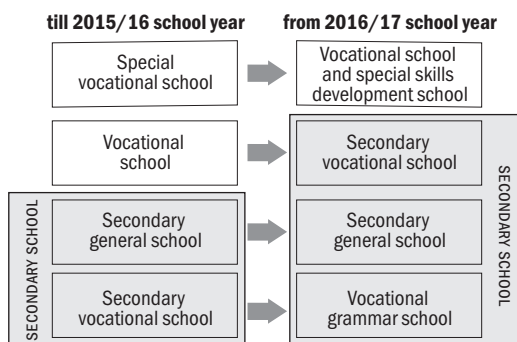 till 2015/16 school year
from 2016/17 school year
Special
vocational school
Vocational school
and special skills
development school
Vocational
school
Secondary
vocational school
SECONDARY SCHOOL
Secondary
general school
Secondary
general school
SECONDARY SCHOOL
Secondary
vocational school
Vocational
grammar school